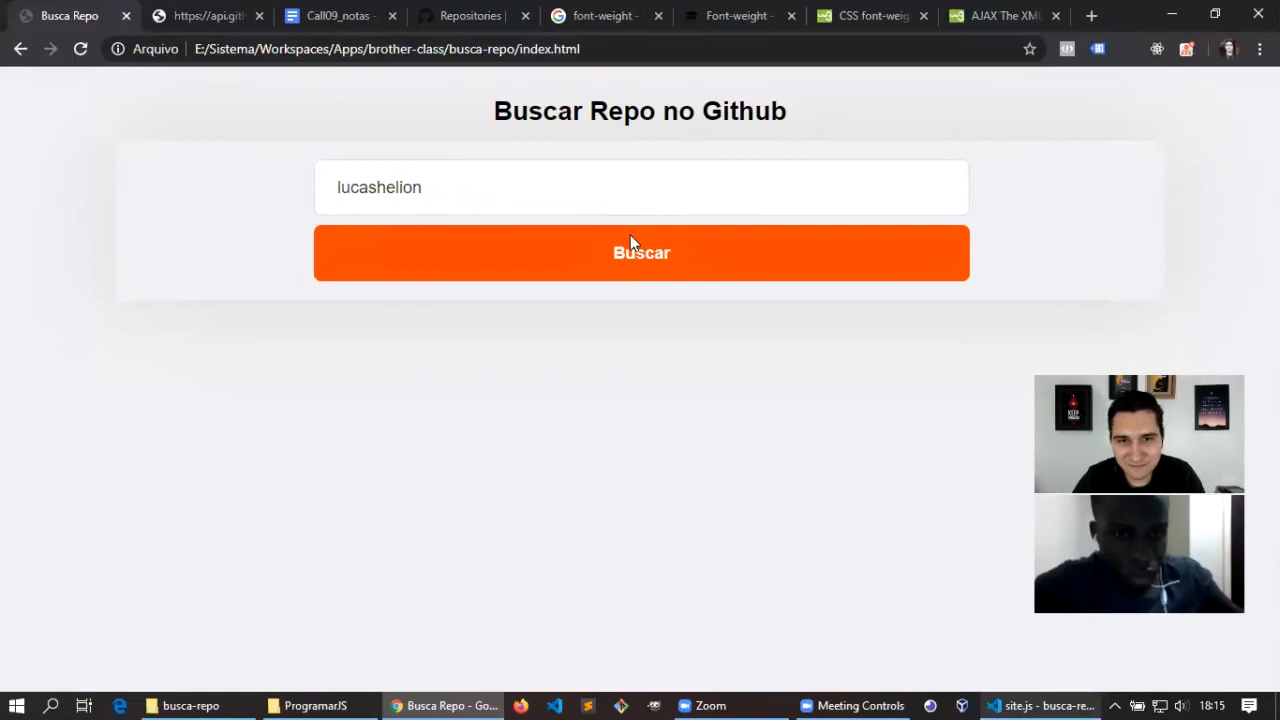 Busca Repo
https://api.gith
Call09_notas -
Repositories |
font-weight -
Font-weight -
CSS font-weig
AJAX The XML
Arquivo
E:/Sistema/Workspaces/Apps/brother-class/busca-repo/index.html
Buscar Repo no Github
lucashelion
Buscar
KEEP
busca-repo
ProgramarJS
Busca Repo - Go...
Zoom
Meeting Controls
site.js - busca-re...
18:15